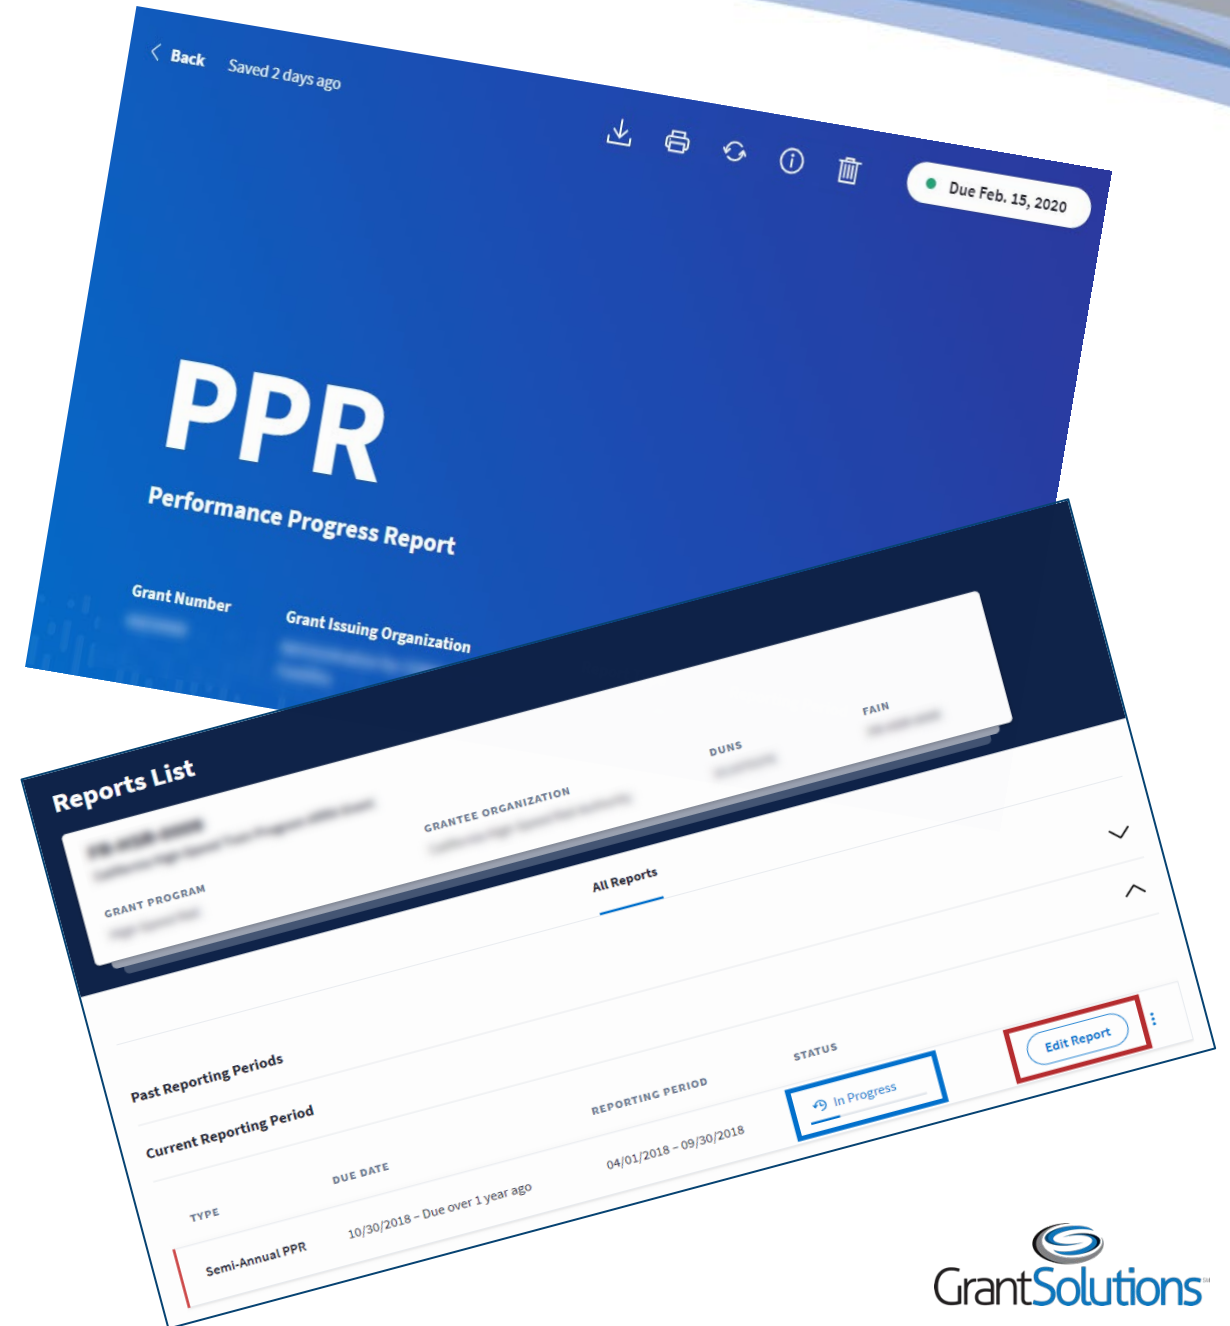 Back Saved 2 days ago
Due Feb. 15, 2020
PPR
Performance Progress Report
Grant Number
Grant Issuing Organization
Reports List
GRANTEE ORGANIZATION
DUNS
FAIN
GRANT PROGRAM
All Reports
Past Reporting Periods
Current Reporting Period
TYPE
DUE DATE
REPORTING PERIOD
STATUS
Semi-Annual PPR
10/30/2018 – Due over 1 year ago
04/01/2018 – 09/30/2018
In Progress
Edit Report
GrantSolutions